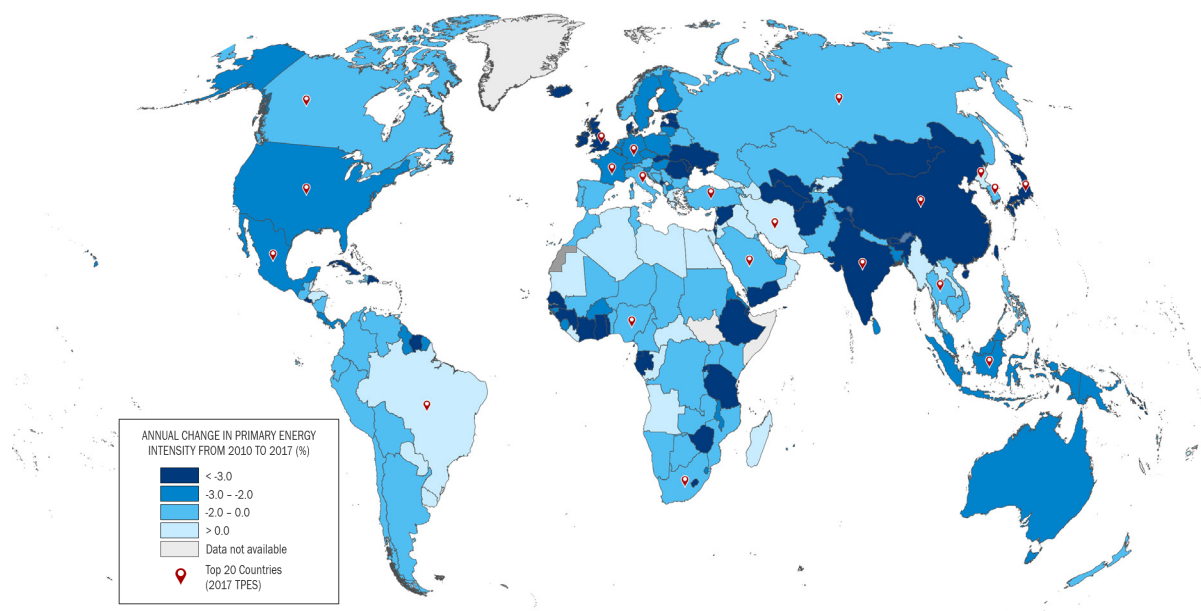 ANNUAL CHANGE IN PRIMARY ENERGY
INTENSITY FROM 2010 TO 2017 (%)
< -3.0
-3.0 – -2.0
-2.0 – 0.0
> 0.0
Data not available
Top 20 Countries
(2017 TPES)